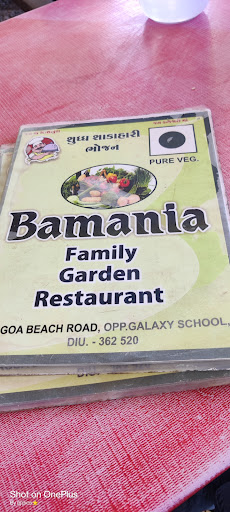 શુધ્ધ શાકાહારી
ભોજન
PURE VEG.
Bamania
Family
Garden
Restaurant
GOA BEACH ROAD, OPP.GALAXY SCHOOL,
DIU. - 362 520
Shot on OnePlus